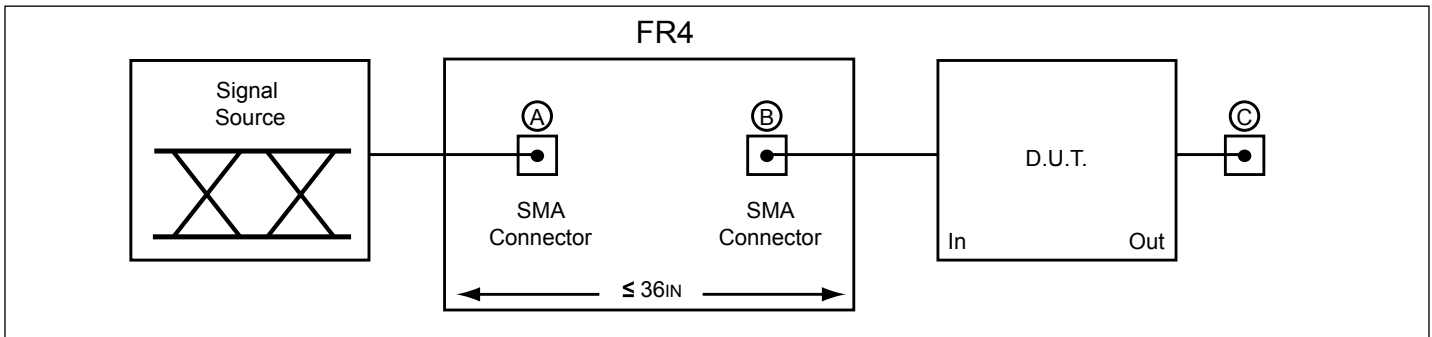 FR4
Signal
Source
A
B
C
D.U.T.
SMA
Connector
SMA
Connector
In
Out
≤ 36IN